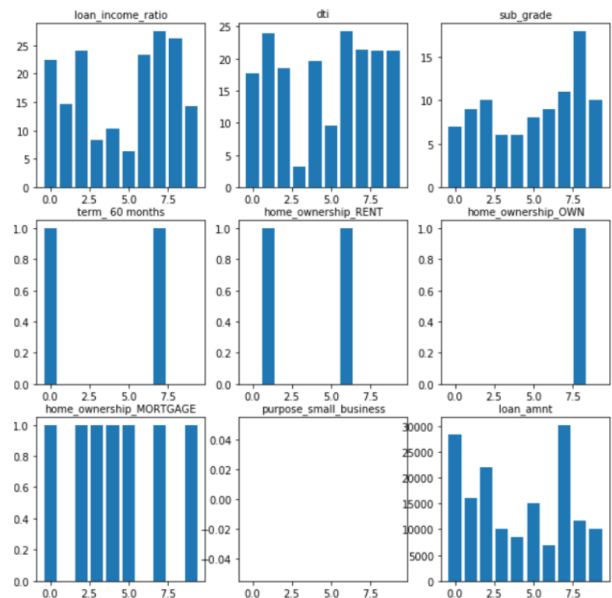 loan_income_ratio
25
20
15
10
5
0
0.0 2.5 5.0 7.5
dti
25
20
15
10
5
0
0.0 2.5 5.0 7.5
sub_grade
15
10
5
0
0.0 2.5 5.0 7.5
term_ 60 months
1.0
0.8
0.6
0.4
0.2
0.0
0.0 2.5 5.0 7.5
home_ownership_RENT
1.0
0.8
0.6
0.4
0.2
0.0
0.0 2.5 5.0 7.5
home_ownership_OWN
1.0
0.8
0.6
0.4
0.2
0.0
0.0 2.5 5.0 7.5
home_ownership_MORTGAGE
1.0
0.8
0.6
0.4
0.2
0.0
0.0 2.5 5.0 7.5
purpose_small_business
0.04
0.02
0.00
−0.02
−0.04
0.0 2.5 5.0 7.5
loan_amnt
30000
25000
20000
15000
10000
5000
0
0.0 2.5 5.0 7.5